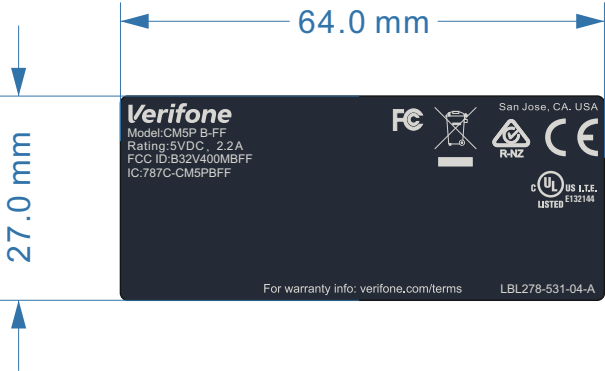 64.0 mm
27.0 mm
Verifone
Model:CM5P B-FF
Rating:5VDC , 2.2A
FCC ID:B32V400MBFF
IC:787C-CM5PBFF
FC
San Jose, CA. USA
R-NZ
CE
C UL US I.T.E.
LISTED E132144
For warranty info: verifone.com/terms
LBL278-531-04-A